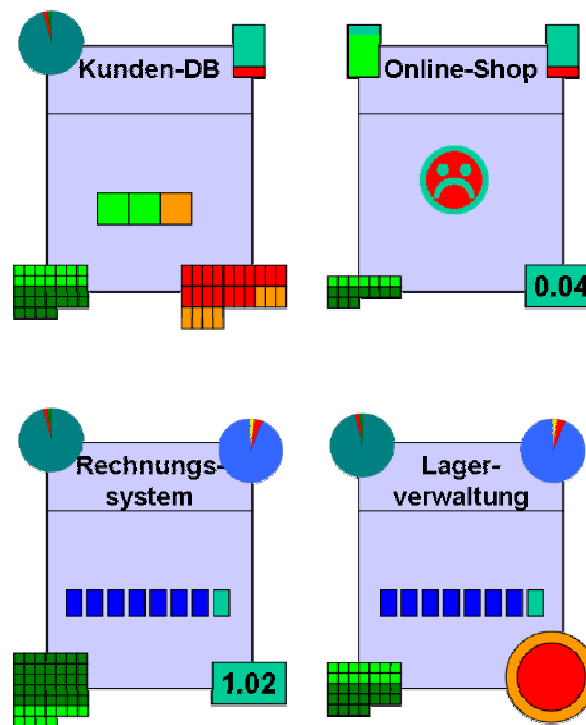 Kunden-DB
Online-Shop
0.04
Rechnungs-
system
Lager-
verwaltung
1.02